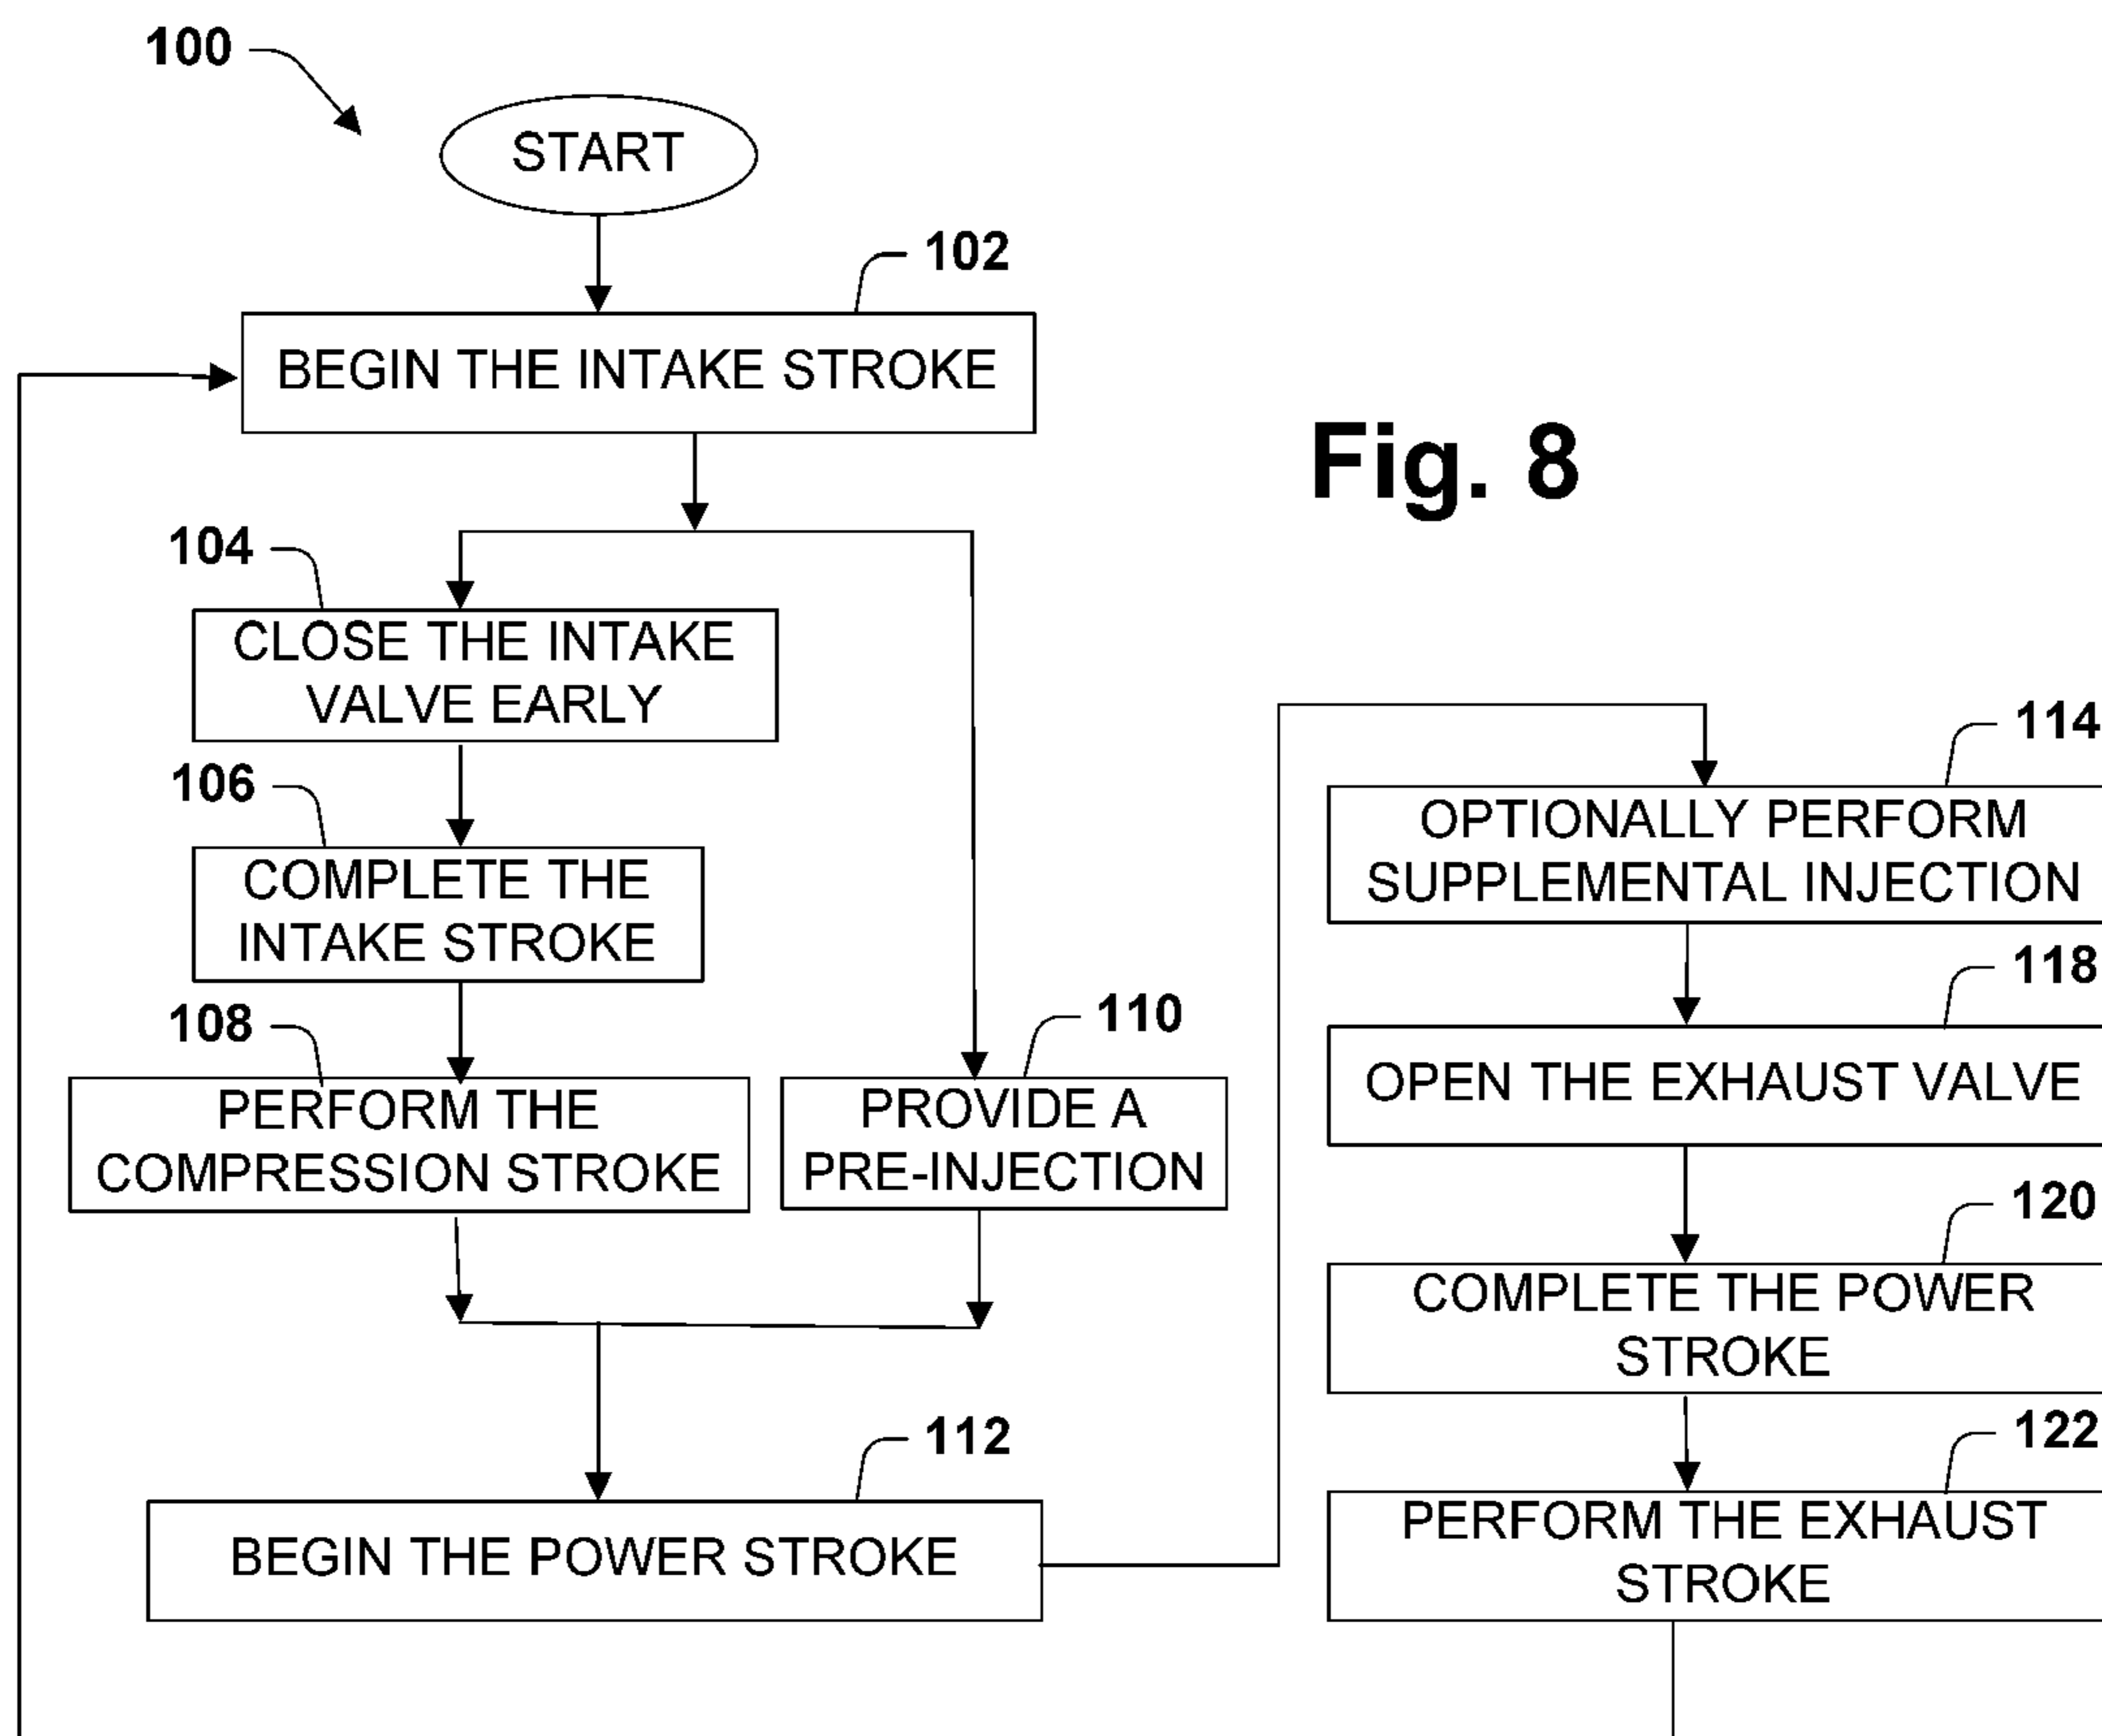 100
START
102
BEGIN THE INTAKE STROKE
Fig. 8
104
CLOSE THE INTAKE
VALVE EARLY
106
COMPLETE THE
INTAKE STROKE
108
PERFORM THE
COMPRESSION STROKE
110
PROVIDE A
PRE-INJECTION
112
BEGIN THE POWER STROKE
114
OPTIONALLY PERFORM
SUPPLEMENTAL INJECTION
118
OPEN THE EXHAUST VALVE
120
COMPLETE THE POWER
STROKE
122
PERFORM THE EXHAUST
STROKE